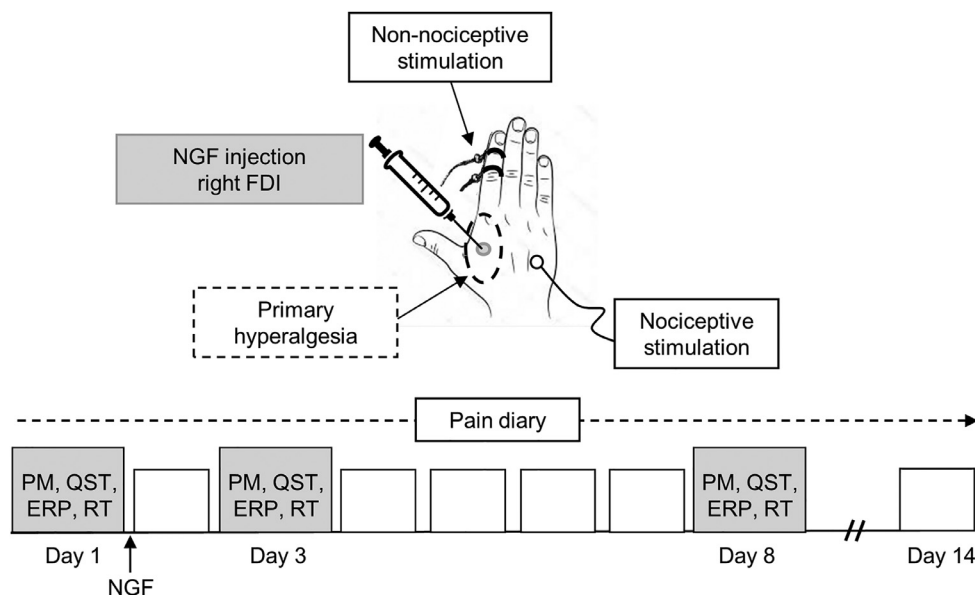 Non-nociceptive
stimulation
NGF injection
right FDI
Primary
hyperalgesia
Nociceptive
stimulation
Pain diary
PM, QST,
ERP, RT
PM, QST,
ERP, RT
PM, QST,
ERP, RT
Day 1
Day 3
Day 8
Day 14
NGF